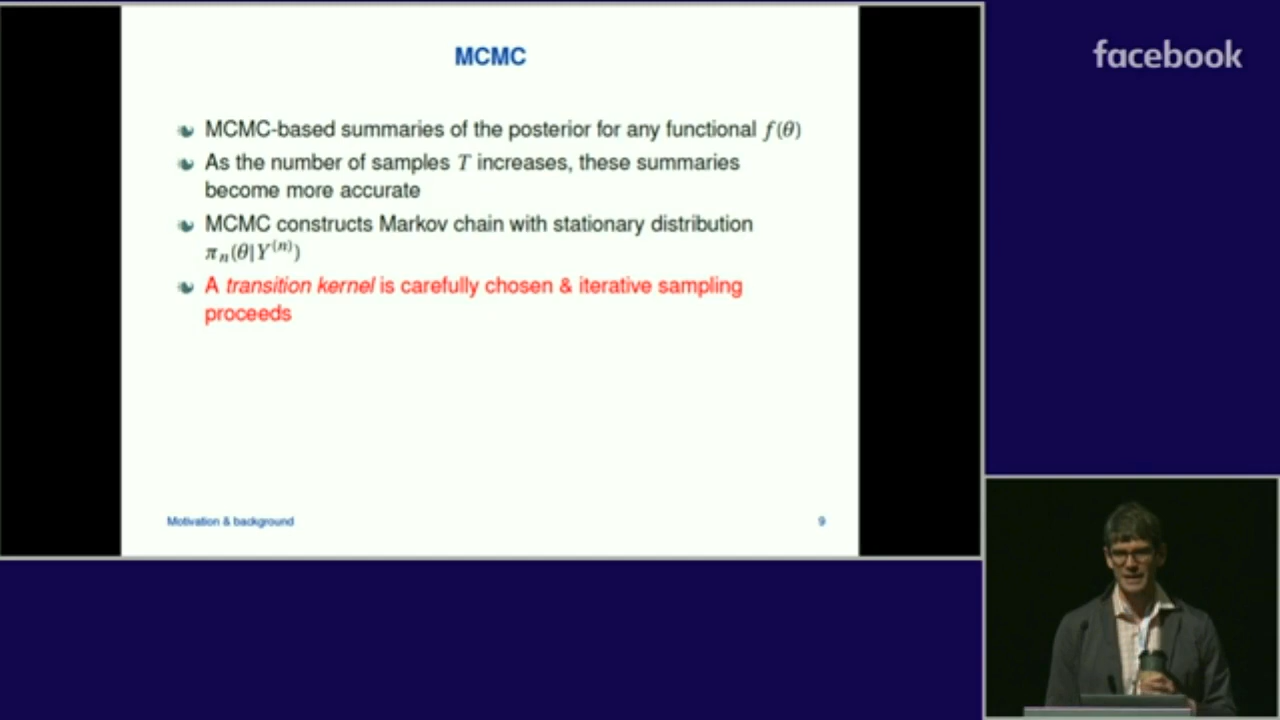 MCMC
MCMC-based summaries of the posterior for any functional f(θ)
As the number of samples T increases, these summaries
become more accurate
MCMC constructs Markov chain with stationary distribution
πₙ(θ|Y⁽ⁿ⁾)
A transition kernel is carefully chosen & iterative sampling
proceeds
Motivation & background
9
facebook